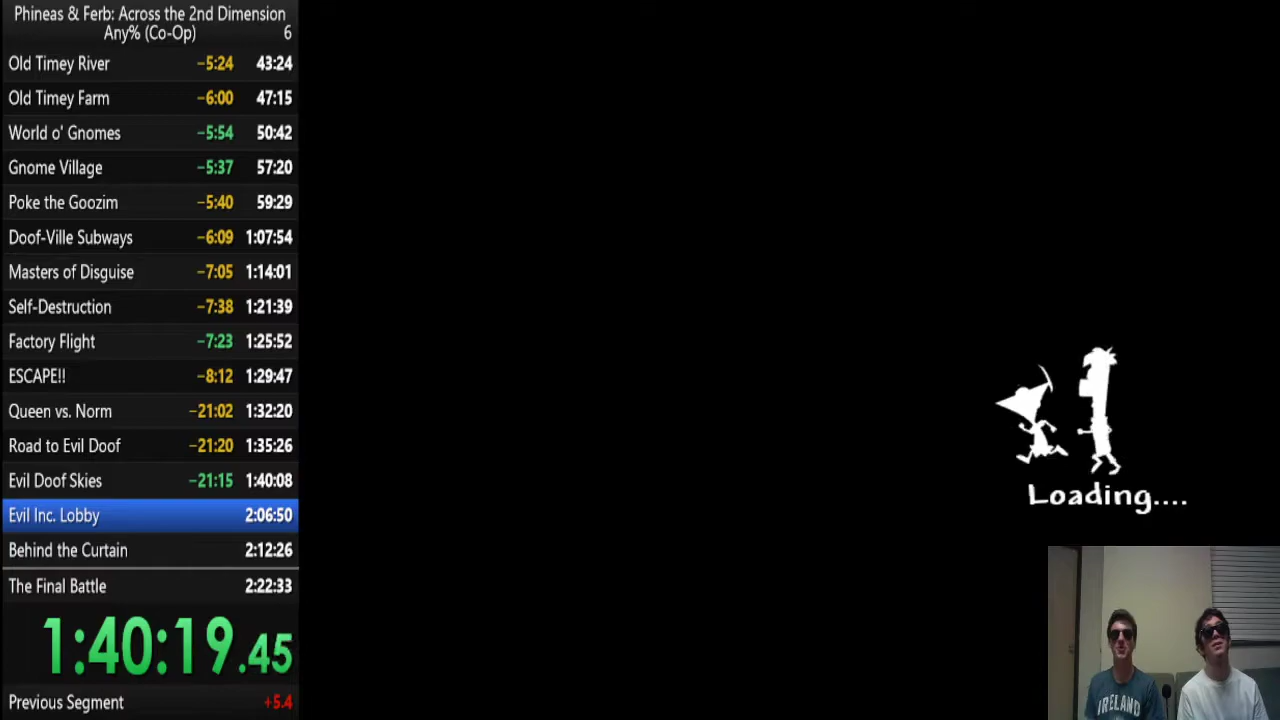 Phineas & Ferb: Across the 2nd Dimension
Any% (Co-Op) 6
Old Timey River −5:24 43:24
Old Timey Farm −6:00 47:15
World o' Gnomes −5:54 50:42
Gnome Village −5:37 57:20
Poke the Goozim −5:40 59:29
Doof-Ville Subways −6:09 1:07:54
Masters of Disguise −7:05 1:14:01
Self-Destruction −7:38 1:21:39
Factory Flight −7:23 1:25:52
ESCAPE!! −8:12 1:29:47
Queen vs. Norm −21:02 1:32:20
Road to Evil Doof −21:20 1:35:26
Evil Doof Skies −21:15 1:40:08
Evil Inc. Lobby 2:06:50
Behind the Curtain 2:12:26
The Final Battle 2:22:33
1:40:19.45
Previous Segment +5.4
Loading....
IRELAND